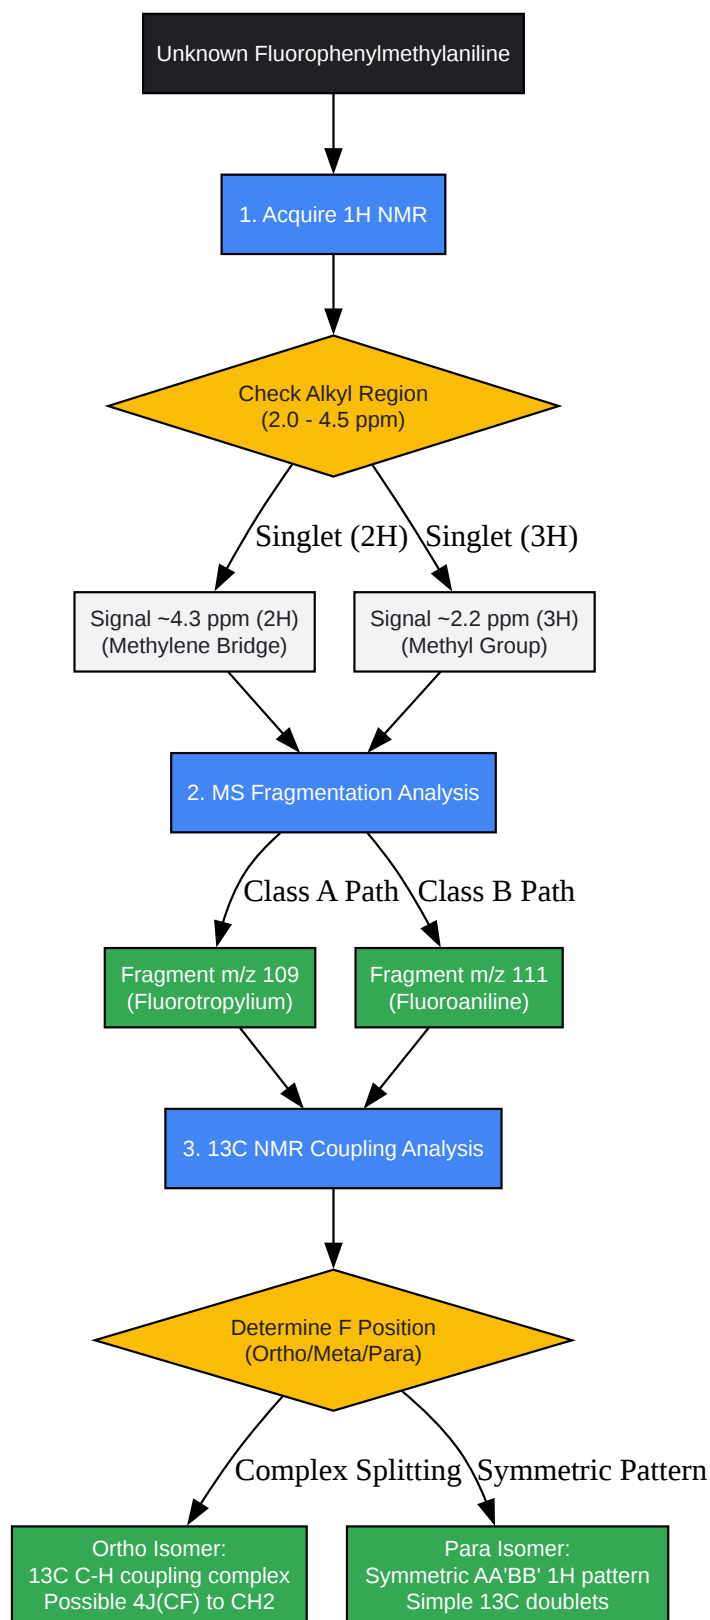 Unknown Fluorophenylmethylaniline
1. Acquire 1H NMR
Check Alkyl Region
(2.0 - 4.5 ppm)
Singlet (2H)
Singlet (3H)
Signal ~4.3 ppm (2H)
(Methylene Bridge)
Signal ~2.2 ppm (3H)
(Methyl Group)
2. MS Fragmentation Analysis
Class A Path
Class B Path
Fragment m/z 109
(Fluorotropylium)
Fragment m/z 111
(Fluoroaniline)
3. 13C NMR Coupling Analysis
Determine F Position
(Ortho/Meta/Para)
Complex Splitting
Symmetric Pattern
Ortho Isomer:
13C C-H coupling complex
Possible 4J(CF) to CH2
Para Isomer:
Symmetric AA'BB' 1H pattern
Simple 13C doublets